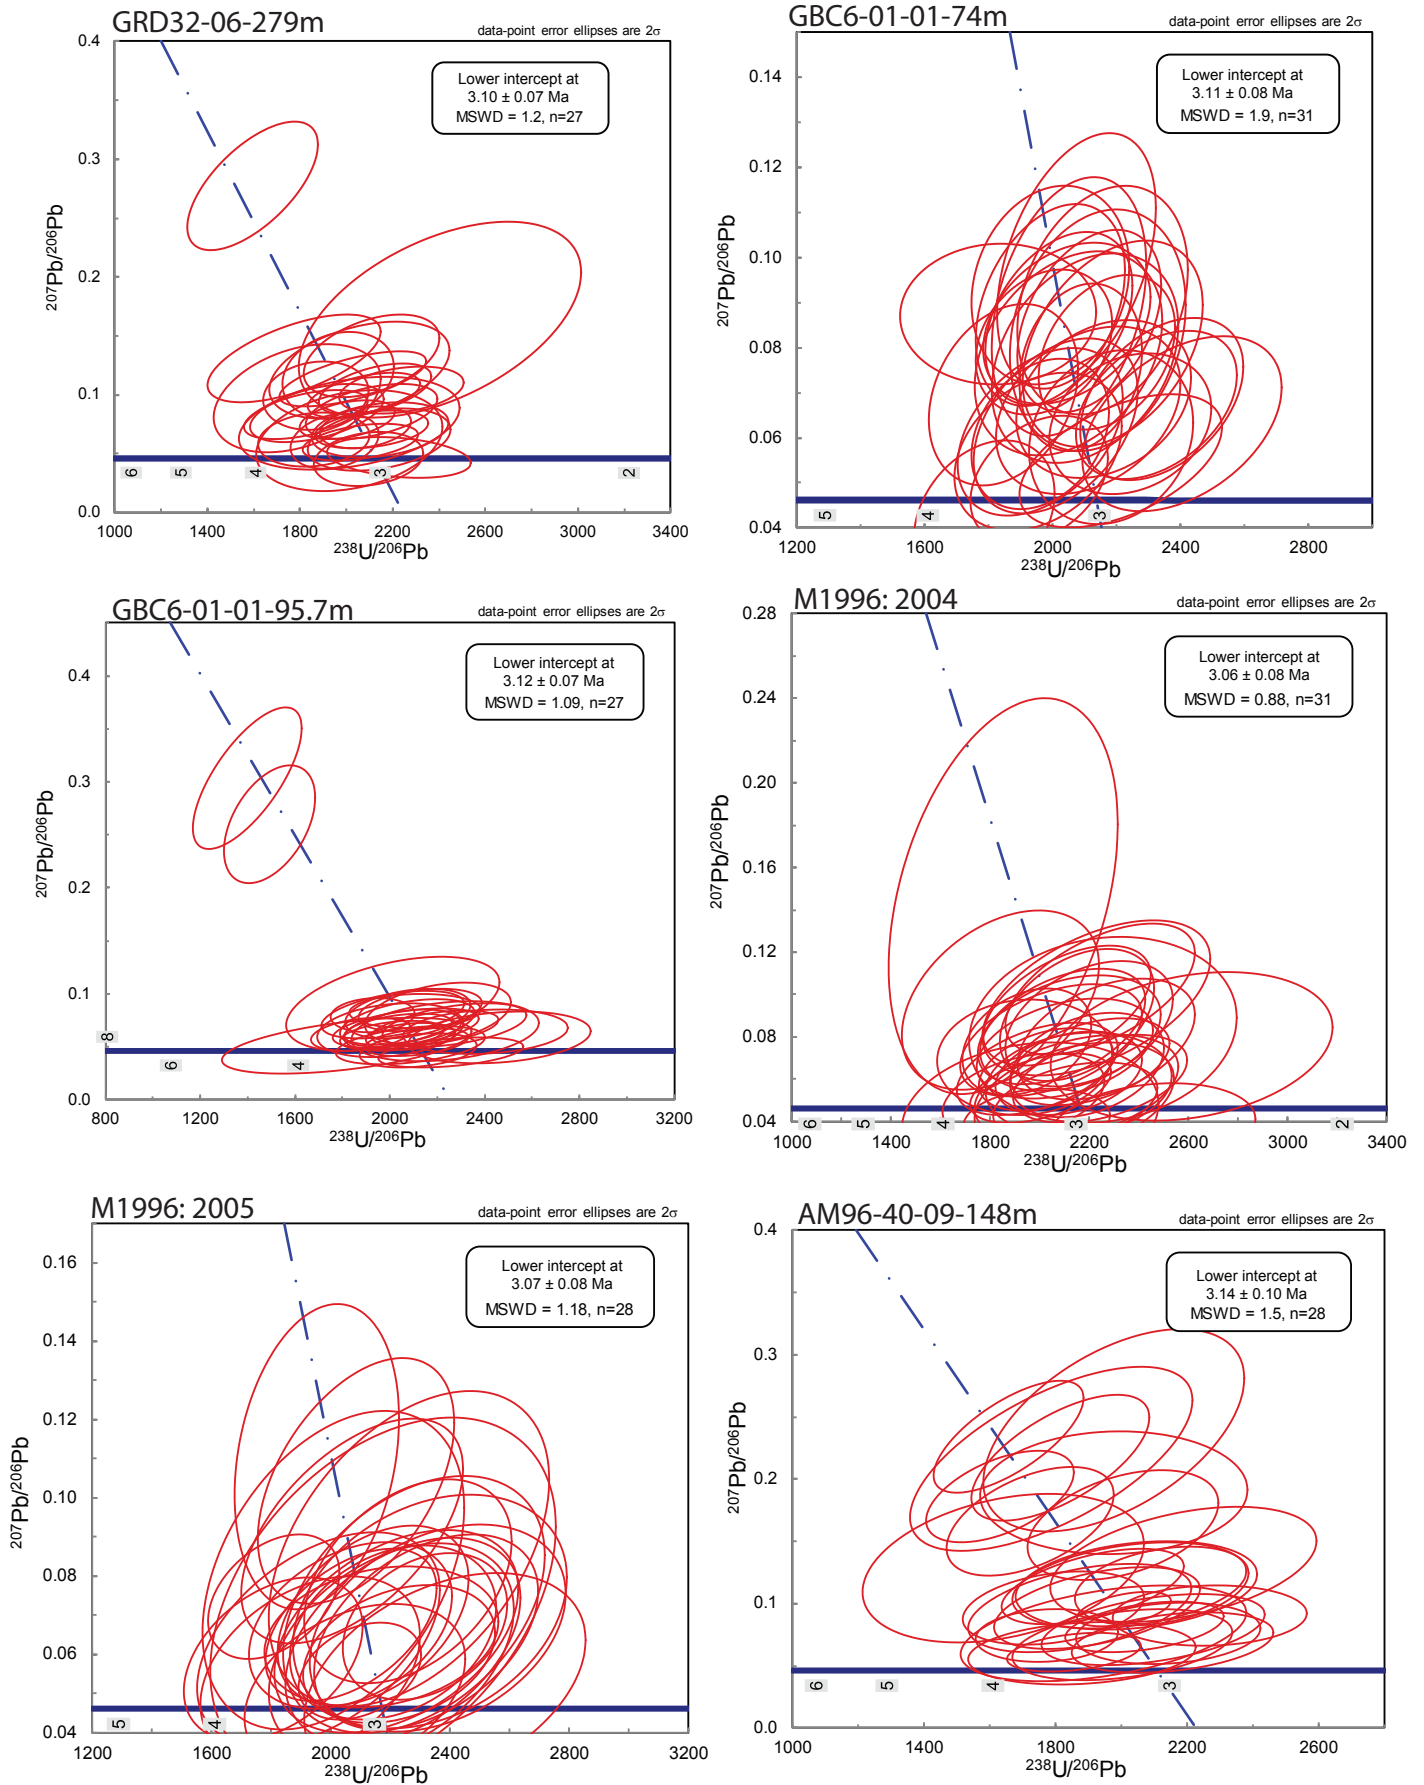 GRD32-06-279m
data-point error ellipses are 2σ
Lower intercept at
3.10 ± 0.07 Ma
MSWD = 1.2, n=27
0.4
0.3
0.2
0.1
0.0
207Pb/206Pb
6 5 4 3 2
1000 1400 1800 2200 2600 3000 3400
238U/206Pb
GBC6-01-01-74m
data-point error ellipses are 2σ
Lower intercept at
3.11 ± 0.08 Ma
MSWD = 1.9, n=31
0.14
0.12
0.10
0.08
0.06
0.04
207Pb/206Pb
5 4 3
1200 1600 2000 2400 2800
238U/206Pb
GBC6-01-01-95.7m
data-point error ellipses are 2σ
Lower intercept at
3.12 ± 0.07 Ma
MSWD = 1.09, n=27
0.4
0.3
0.2
0.1
0.0
207Pb/206Pb
8 6 4
800 1200 1600 2000 2400 2800 3200
238U/206Pb
M1996: 2004
data-point error ellipses are 2σ
Lower intercept at
3.06 ± 0.08 Ma
MSWD = 0.88, n=31
0.28
0.24
0.20
0.16
0.12
0.08
0.04
207Pb/206Pb
6 5 4 3 2
1000 1400 1800 2200 2600 3000 3400
238U/206Pb
M1996: 2005
data-point error ellipses are 2σ
Lower intercept at
3.07 ± 0.08 Ma
MSWD = 1.18, n=28
0.16
0.14
0.12
0.10
0.08
0.06
0.04
207Pb/206Pb
5 4 3
1200 1600 2000 2400 2800 3200
238U/206Pb
AM96-40-09-148m
data-point error ellipses are 2σ
Lower intercept at
3.14 ± 0.10 Ma
MSWD = 1.5, n=28
0.4
0.3
0.2
0.1
0.0
207Pb/206Pb
6 5 4 3
1000 1400 1800 2200 2600
238U/206Pb